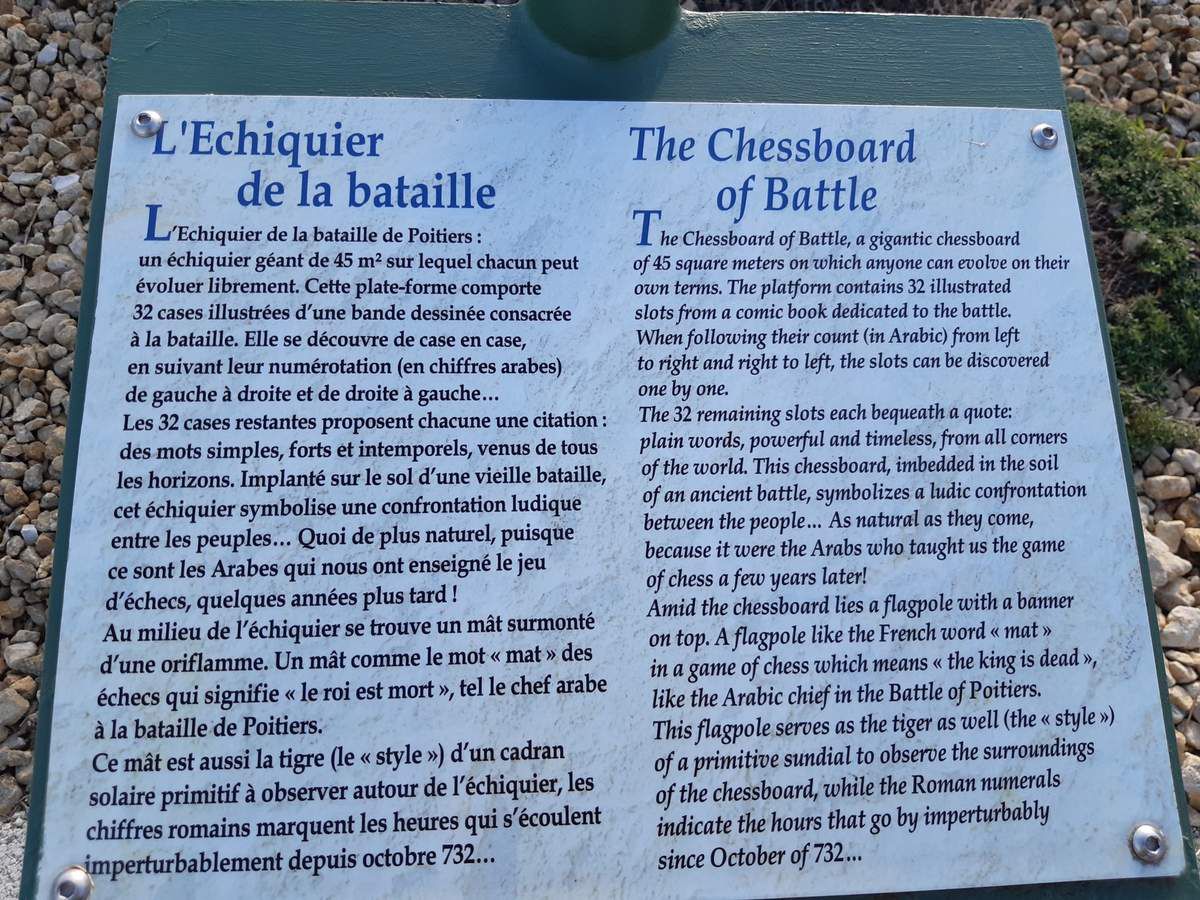 L'Echiquier
de la bataille
L'Echiquier de la bataille de Poitiers :
un échiquier géant de 45 m² sur lequel chacun peut
évoluer librement. Cette plate-forme comporte
32 cases illustrées d'une bande dessinée consacrée
à la bataille. Elle se découvre de case en case,
en suivant leur numérotation (en chiffres arabes)
de gauche à droite et de droite à gauche...
Les 32 cases restantes proposent chacune une citation :
des mots simples, forts et intemporels, venus de tous
les horizons. Implanté sur le sol d'une vieille bataille,
cet échiquier symbolise une confrontation ludique
entre les peuples... Quoi de plus naturel, puisque
ce sont les Arabes qui nous ont enseigné le jeu
d'échecs, quelques années plus tard !
Au milieu de l'échiquier se trouve un mât surmonté
d'une oriflamme. Un mât comme le mot « mat » des
échecs qui signifie « le roi est mort », tel le chef arabe
à la bataille de Poitiers.
Ce mât est aussi la tigre (le « style ») d'un cadran
solaire primitif à observer autour de l'échiquier, les
chiffres romains marquent les heures qui s'écoulent
imperturbablement depuis octobre 732...
The Chessboard
of Battle
The Chessboard of Battle, a gigantic chessboard
of 45 square meters on which anyone can evolve on their
own terms. The platform contains 32 illustrated
slots from a comic book dedicated to the battle.
When following their count (in Arabic) from left
to right and right to left, the slots can be discovered
one by one.
The 32 remaining slots each bequeath a quote:
plain words, powerful and timeless, from all corners
of the world. This chessboard, imbedded in the soil
of an ancient battle, symbolizes a ludic confrontation
between the people... As natural as they come,
because it were the Arabs who taught us the game
of chess a few years later!
Amid the chessboard lies a flagpole with a banner
on top. A flagpole like the French word « mat »
in a game of chess which means « the king is dead »,
like the Arabic chief in the Battle of Poitiers.
This flagpole serves as the tiger as well (the « style »)
of a primitive sundial to observe the surroundings
of the chessboard, while the Roman numerals
indicate the hours that go by imperturbably
since October of 732...